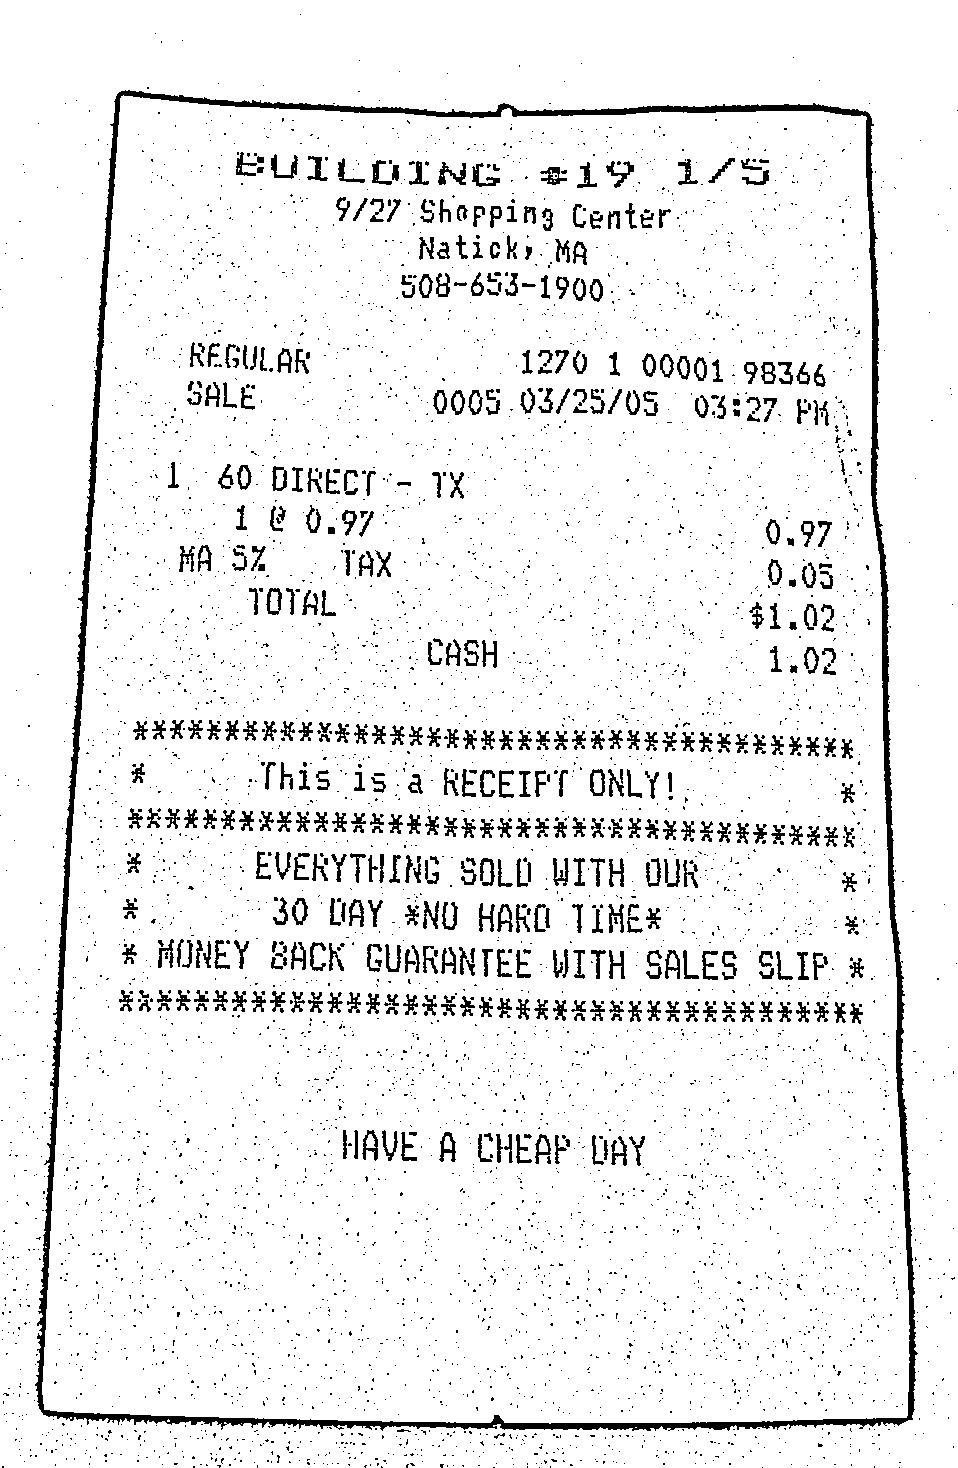 BUILDING #19 1/5
9/27 Shopping Center
Natick, MA
508-653-1900
REGULAR 1270 1 00001 98366
SALE 0005 03/25/05 03:27 PM
1 60 DIRECT - TX
1 @ 0.97 0.97
MA 5% TAX 0.05
TOTAL $1.02
CASH 1.02
****************************************
* This is a RECEIPT ONLY! *
****************************************
* EVERYTHING SOLD WITH OUR *
* 30 DAY *NO HARD TIME* *
* MONEY BACK GUARANTEE WITH SALES SLIP *
****************************************
HAVE A CHEAP DAY